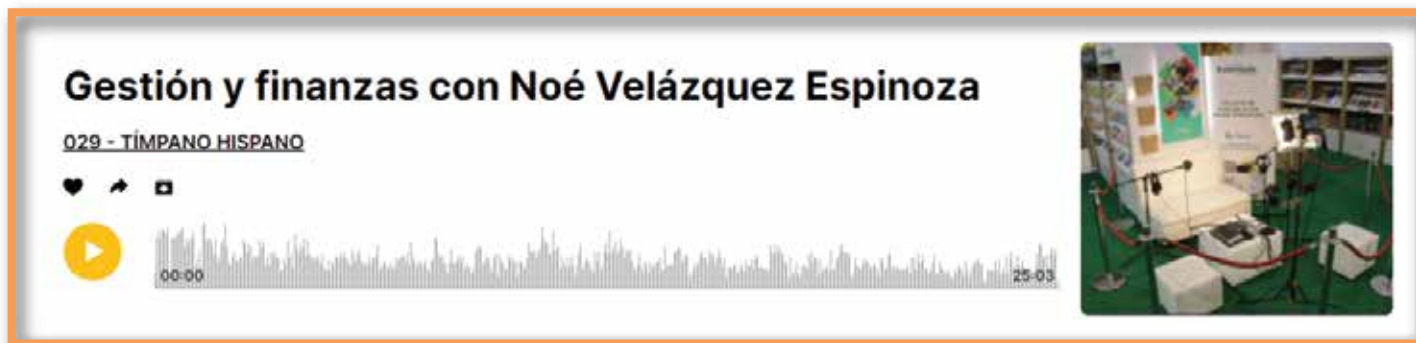 Gestión y finanzas con Noé Velázquez Espinoza
029 - TÍMPANO HISPANO
00:00
25:03